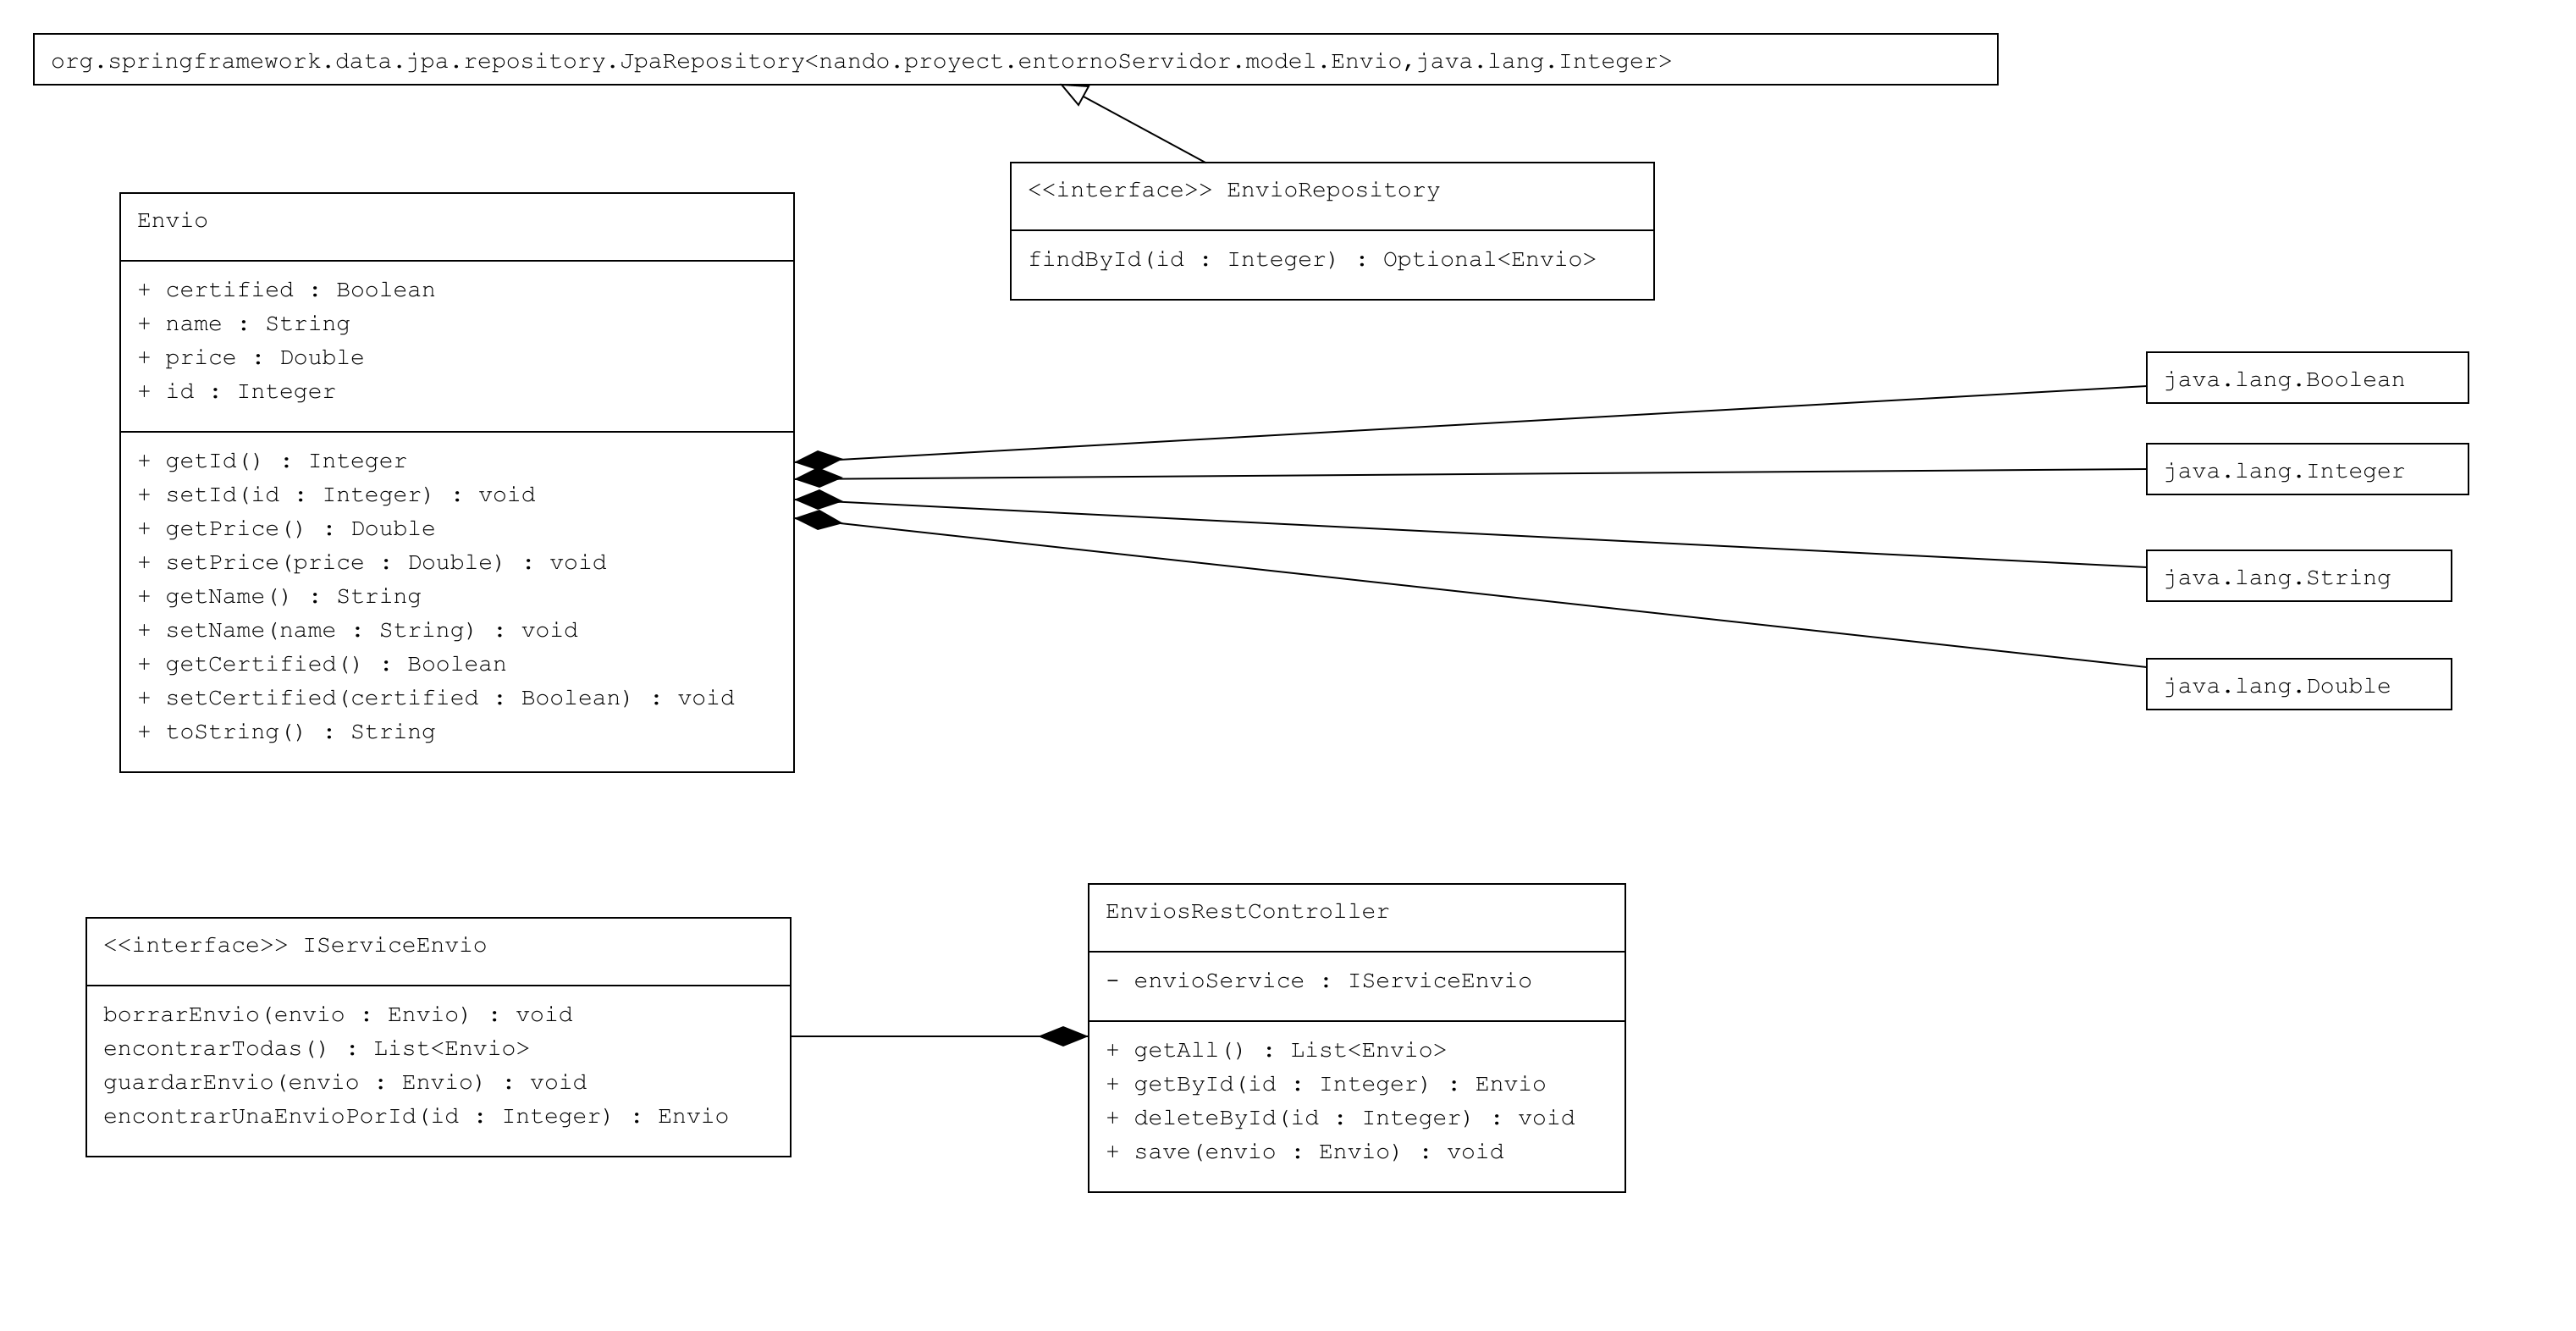 org.springframework.data.jpa.repository.JpaRepository<nando.proyect.entornoServidor.model.Envio,java.lang.Integer>
<<interface>> EnvioRepository
findById(id : Integer) : Optional<Envio>
Envio
+ certified : Boolean
+ name : String
+ price : Double
+ id : Integer
+ getId() : Integer
+ setId(id : Integer) : void
+ getPrice() : Double
+ setPrice(price : Double) : void
+ getName() : String
+ setName(name : String) : void
+ getCertified() : Boolean
+ setCertified(certified : Boolean) : void
+ toString() : String
java.lang.Boolean
java.lang.Integer
java.lang.String
java.lang.Double
<<interface>> IServiceEnvio
borrarEnvio(envio : Envio) : void
encontrarTodas() : List<Envio>
guardarEnvio(envio : Envio) : void
encontrarUnaEnvioPorId(id : Integer) : Envio
EnviosRestController
- envioService : IServiceEnvio
+ getAll() : List<Envio>
+ getById(id : Integer) : Envio
+ deleteById(id : Integer) : void
+ save(envio : Envio) : void